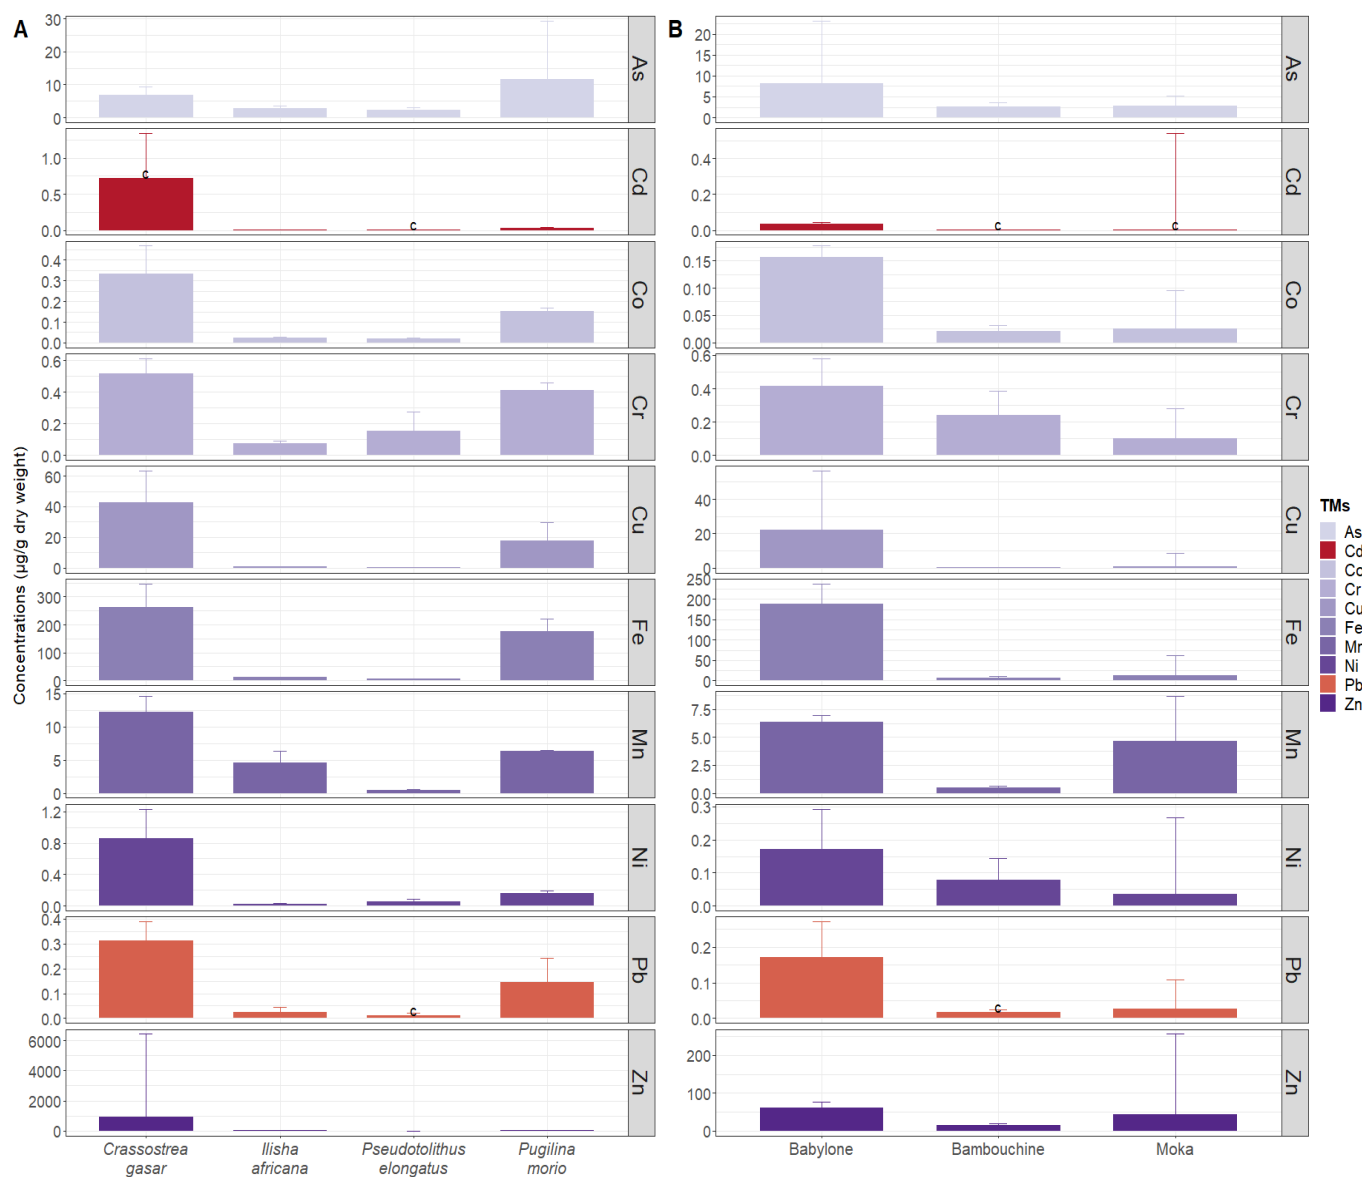 A
B
Concentrations (µg/g dry weight)
30
20
10
0
As
20
15
10
5
0
As
1.0
0.5
0.0
C
C
Cd
0.4
0.2
0.0
C
C
Cd
0.4
0.3
0.2
0.1
0.0
Co
0.15
0.10
0.05
0.00
Co
0.6
0.4
0.2
0.0
Cr
0.6
0.4
0.2
0.0
Cr
60
40
20
0
Cu
40
20
0
Cu
300
200
100
0
Fe
250
200
150
100
50
0
Fe
15
10
5
0
Mn
7.5
5.0
2.5
0.0
Mn
1.2
0.8
0.4
0.0
Ni
0.3
0.2
0.1
0.0
Ni
0.4
0.3
0.2
0.1
0.0
C
Pb
0.2
0.1
0.0
C
Pb
6000
4000
2000
0
Zn
200
100
0
Zn
Crassostrea
gasar
Ilisha
africana
Pseudotolithus
elongatus
Pugilina
morio
Babylone
Bambouchine
Moka
TMs
As
Cd
Co
Cr
Cu
Fe
Mn
Ni
Pb
Zn